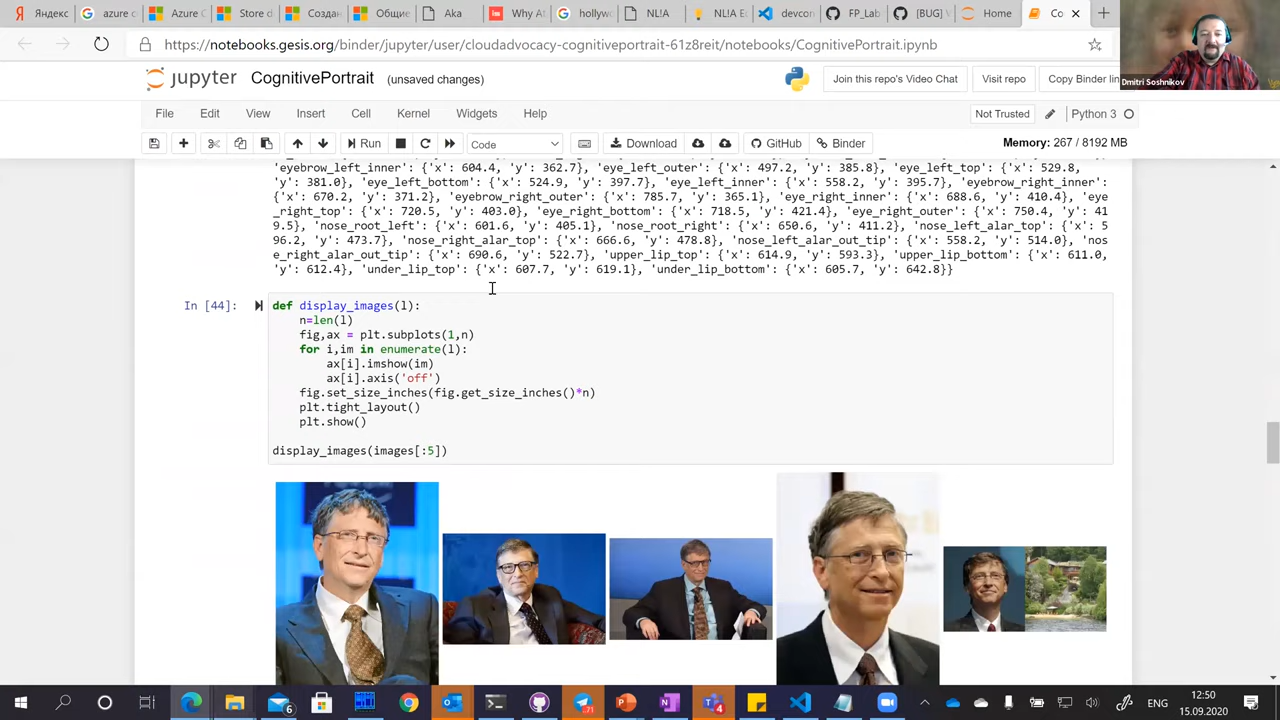 Яндекс
azure c
Azure C
Store d
Создан
Общие
Aka
Why At
hollyw
NL!A
NL!A Ec
devcon
FP_Lab
[BUG] V
Home
Co
https://notebooks.gesis.org/binder/jupyter/user/cloudadvocacy-cognitiveportrait-61z8reit/notebooks/CognitivePortrait.ipynb
Dmitri Soshnikov
jupyter CognitivePortrait (unsaved changes)
Join this repo's Video Chat
Visit repo
Copy Binder lin
File Edit View Insert Cell Kernel Widgets Help
Not Trusted
Python 3
Run
Code
Download
GitHub
Binder
Memory: 267 / 8192 MB
'eyebrow_left_inner': {'x': 604.4, 'y': 362.7}, 'eye_left_outer': {'x': 497.2, 'y': 385.8}, 'eye_left_top': {'x': 529.8,
'y': 381.0}, 'eye_left_bottom': {'x': 524.9, 'y': 397.7}, 'eye_left_inner': {'x': 558.2, 'y': 395.7}, 'eyebrow_right_inner':
{'x': 670.2, 'y': 371.2}, 'eyebrow_right_outer': {'x': 785.7, 'y': 365.1}, 'eye_right_inner': {'x': 688.6, 'y': 410.4}, 'eye
_right_top': {'x': 720.5, 'y': 403.0}, 'eye_right_bottom': {'x': 718.5, 'y': 421.4}, 'eye_right_outer': {'x': 750.4, 'y': 41
9.5}, 'nose_root_left': {'x': 601.6, 'y': 405.1}, 'nose_root_right': {'x': 650.6, 'y': 411.2}, 'nose_left_alar_top': {'x': 5
96.2, 'y': 473.7}, 'nose_right_alar_top': {'x': 666.6, 'y': 478.8}, 'nose_left_alar_out_tip': {'x': 558.2, 'y': 514.0}, 'nos
e_right_alar_out_tip': {'x': 690.6, 'y': 522.7}, 'upper_lip_top': {'x': 614.9, 'y': 593.3}, 'upper_lip_bottom': {'x': 611.0,
'y': 612.4}, 'under_lip_top': {'x': 607.7, 'y': 619.1}, 'under_lip_bottom': {'x': 605.7, 'y': 642.8}}
In [44]:
def display_images(l):
n=len(l)
fig,ax = plt.subplots(1,n)
for i,im in enumerate(l):
ax[i].imshow(im)
ax[i].axis('off')
fig.set_size_inches(fig.get_size_inches()*n)
plt.tight_layout()
plt.show()
display_images(images[:5])
6
71
4
ENG
12:50
15.09.2020